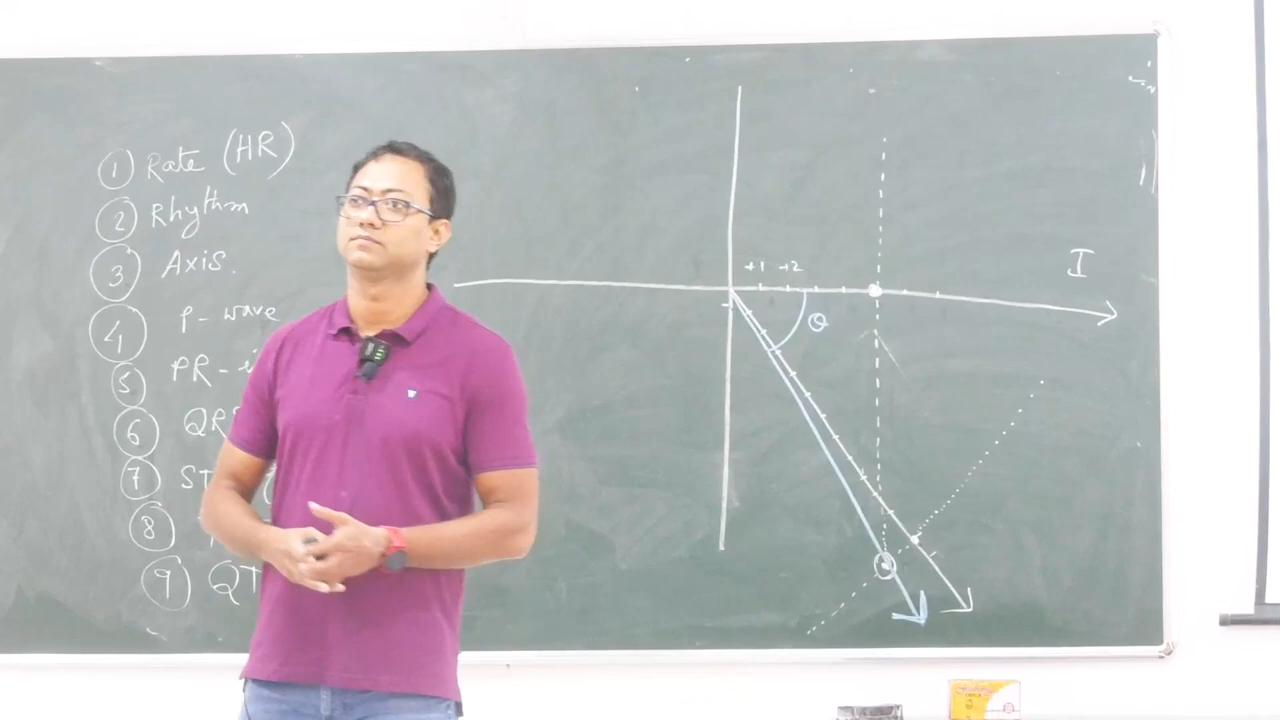 ① Rate (HR)
② Rhythm
③ Axis.
④ p-wave
⑤ PR-
⑥ QRS
⑦ ST
⑧
⑨ QT
+1 +2
I
θ